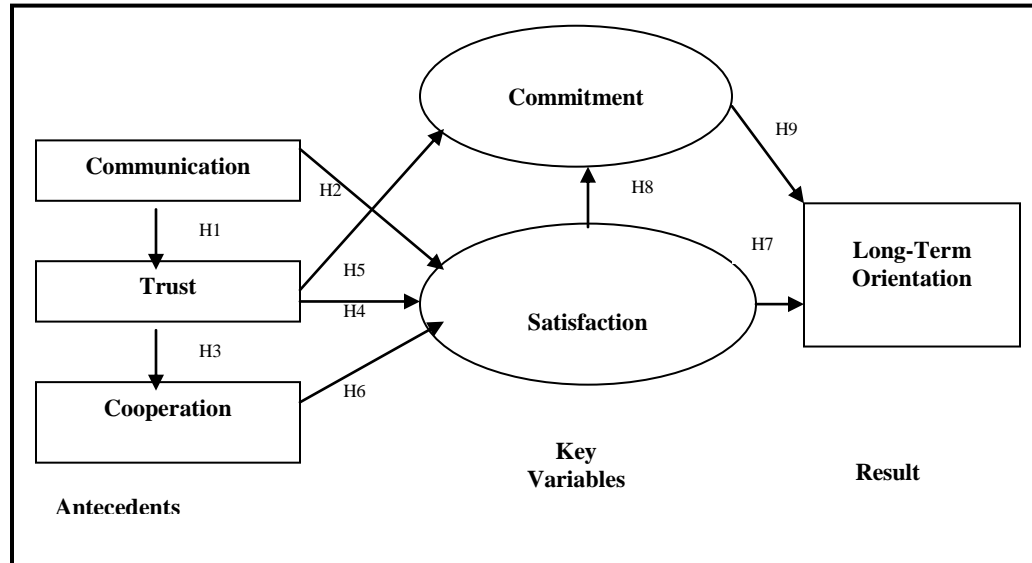 Commitment
H9
Communication
H2
H8
H1
Long-Term
Orientation
H7
Trust
H5
H4
Satisfaction
H3
Cooperation
H6
Key
Variables
Result
Antecedents